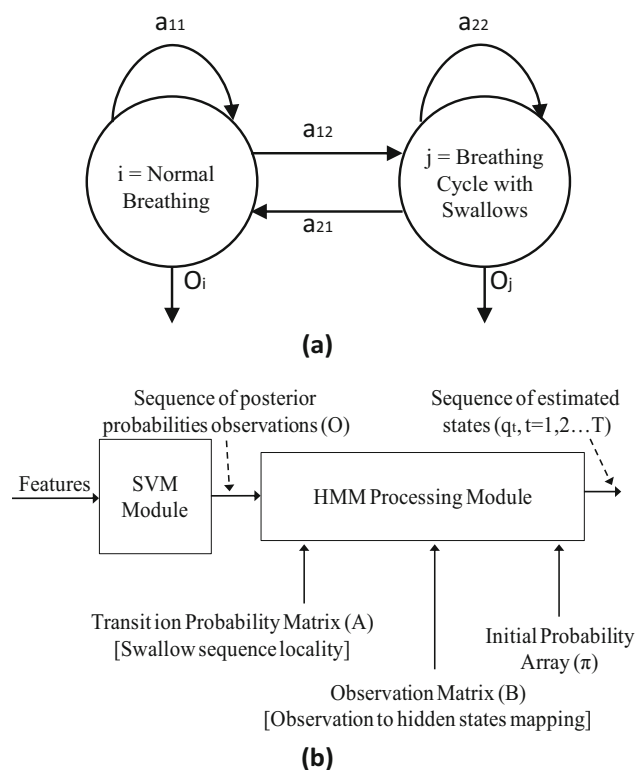 a11
a22
i = Normal
Breathing
a12
j = Breathing
Cycle with
Swallows
a21
Oi
Oj
(a)
Sequence of posterior
probabilities observations (O)
Sequence of estimated
states (qt, t=1,2...T)
Features
SVM
Module
HMM Processing Module
Transition Probability Matrix (A)
[Swallow sequence locality]
Initial Probability
Array (π)
Observation Matrix (B)
[Observation to hidden states mapping]
(b)